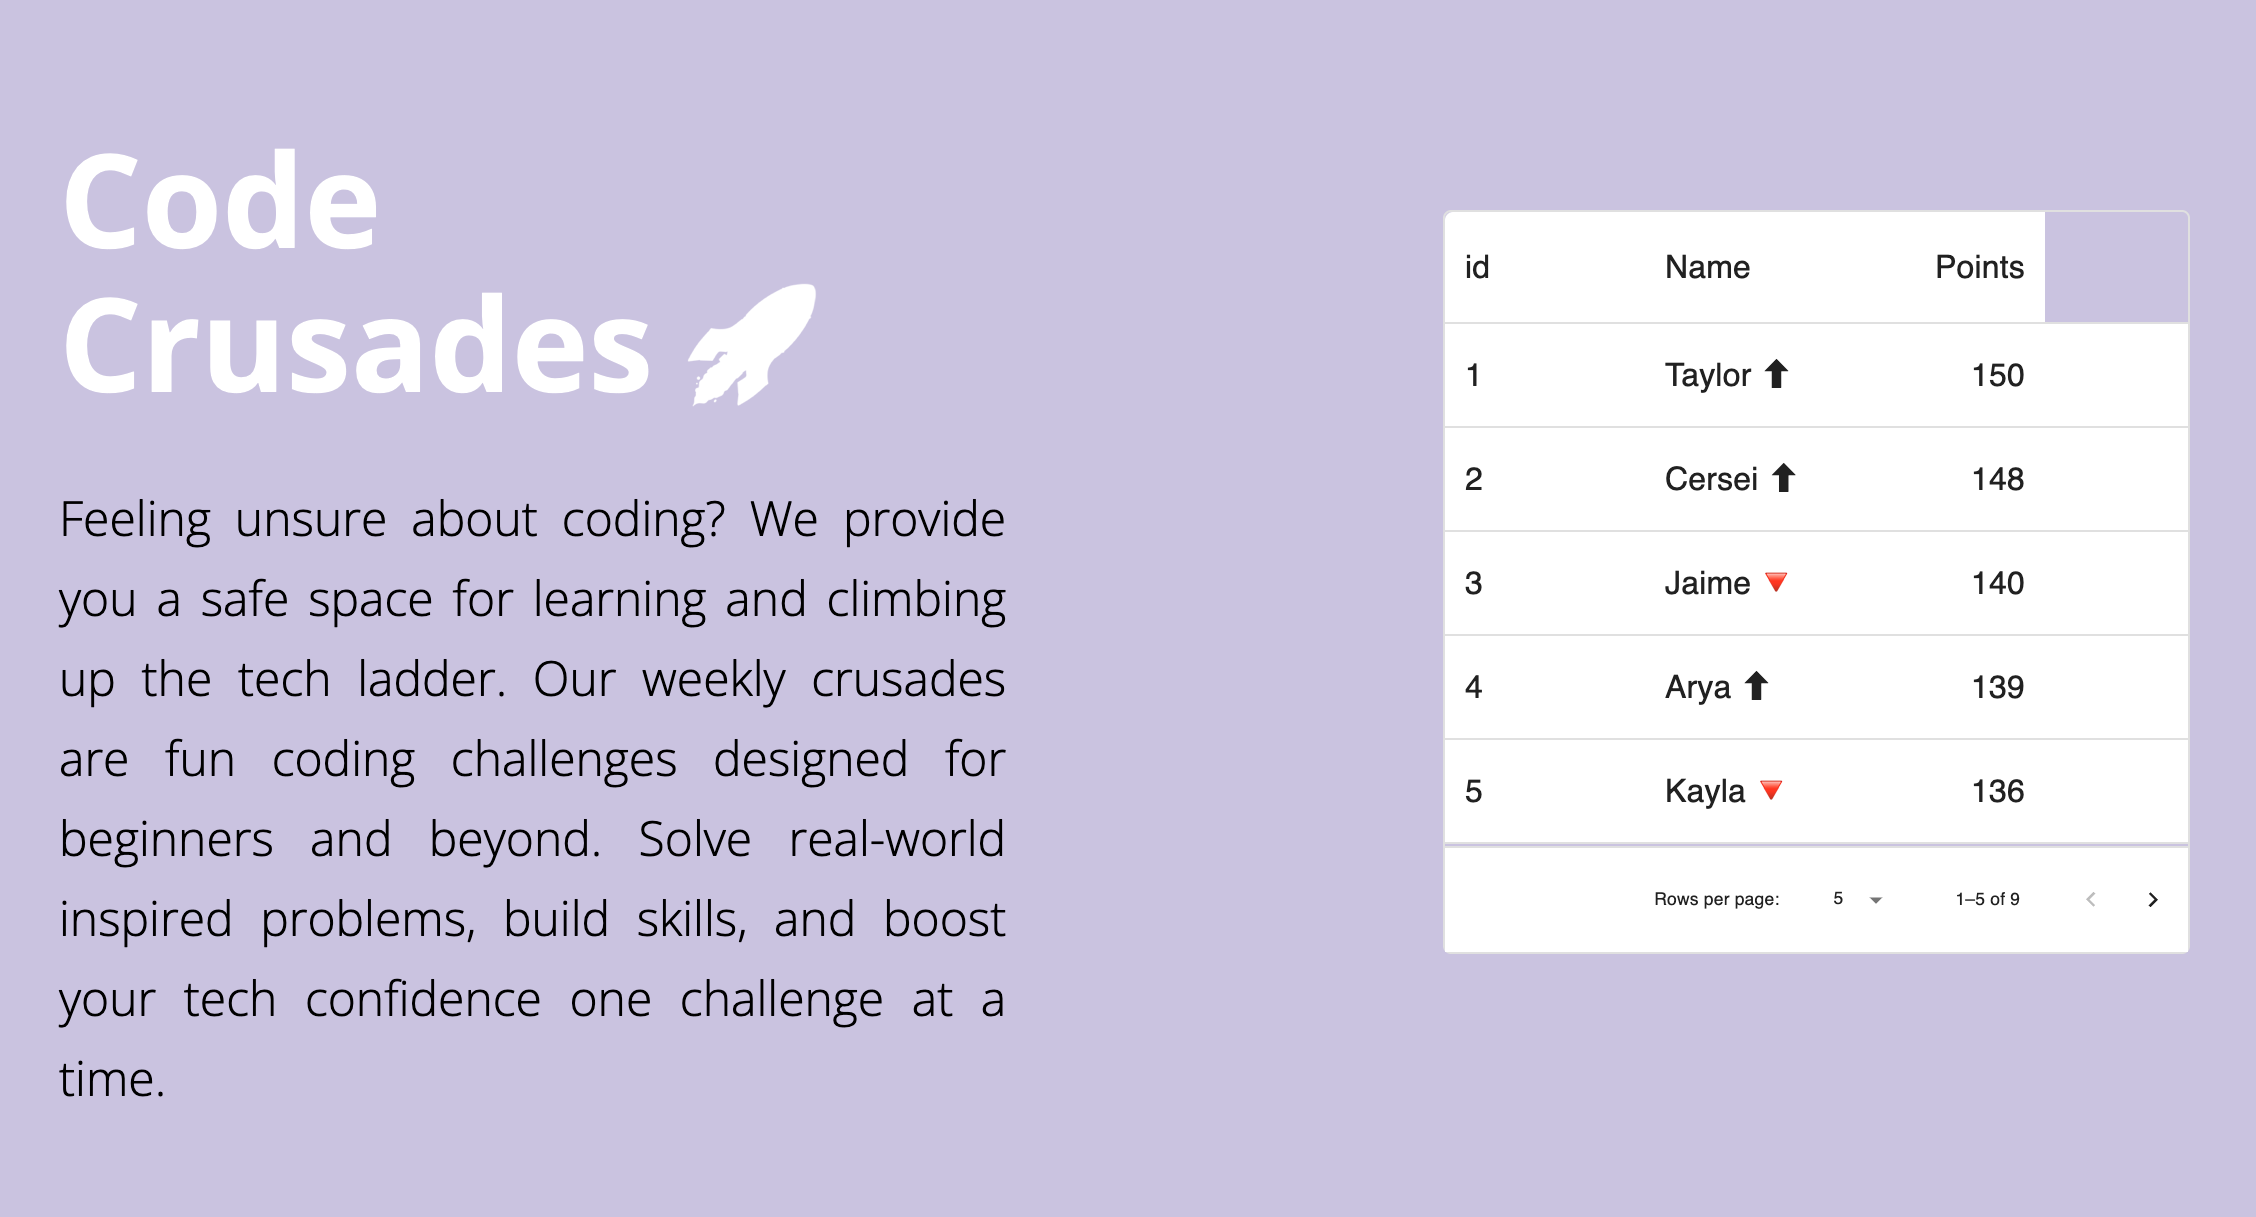 Code
Crusades
Feeling unsure about coding? We provide
you a safe space for learning and climbing
up the tech ladder. Our weekly crusades
are fun coding challenges designed for
beginners and beyond. Solve real-world
inspired problems, build skills, and boost
your tech confidence one challenge at a
time.
id Name Points
1 Taylor ⬆ 150
2 Cersei ⬆ 148
3 Jaime 🔻 140
4 Arya ⬆ 139
5 Kayla 🔻 136
Rows per page: 5 1–5 of 9